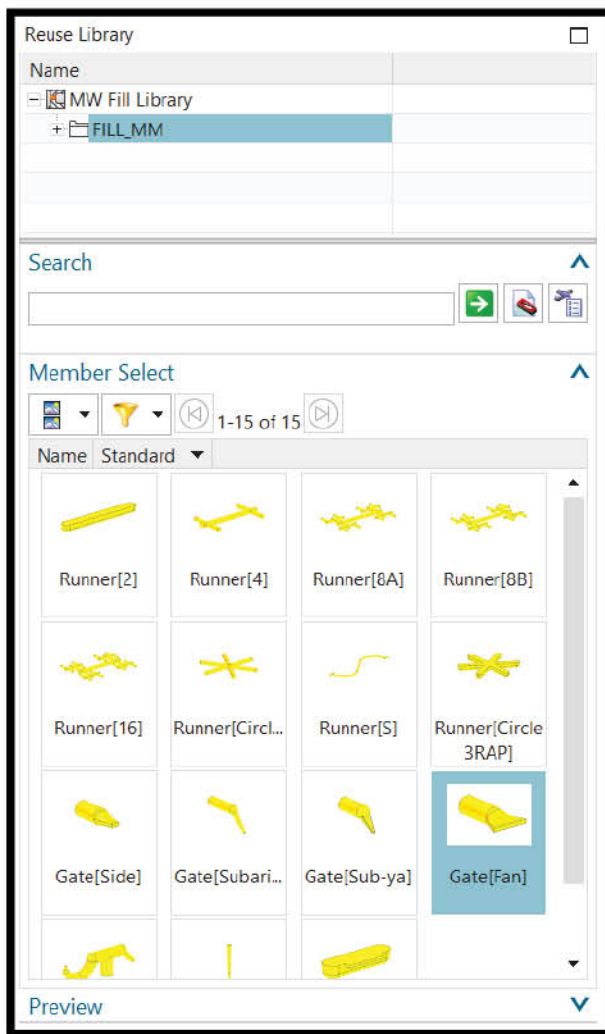 Reuse Library
Name
MW Fill Library
FILL_MM
Search
Member Select
1-15 of 15
Name Standard
Runner[2] Runner[4] Runner[8A] Runner[8B]
Runner[16] Runner[Circl... Runner[S] Runner[Circle
3RAP]
Gate[Side] Gate[Subari... Gate[Sub-ya] Gate[Fan]
Preview